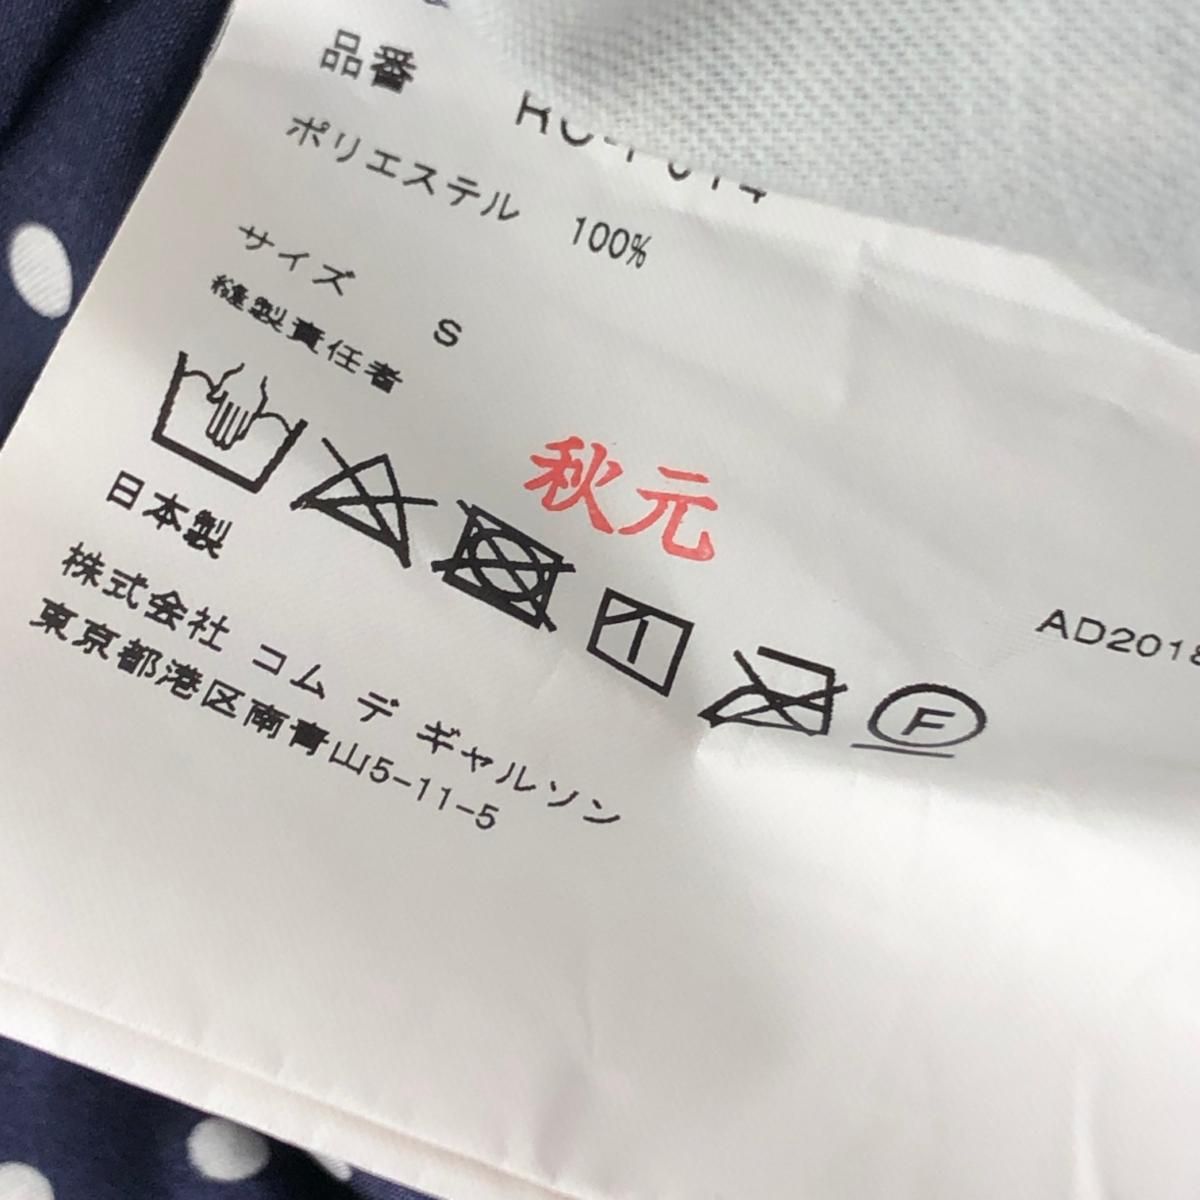 品番
ポリエステル 100%
サイズ S
縫製責任者
秋元
日本製
AD2018
株式会社 コム デ ギャルソン
東京都港区南青山5-11-5
F